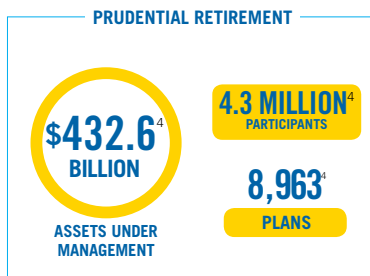 PRUDENTIAL RETIREMENT
$432.6⁴
BILLION
ASSETS UNDER
MANAGEMENT
4.3 MILLION⁴
PARTICIPANTS
8,963⁴
PLANS